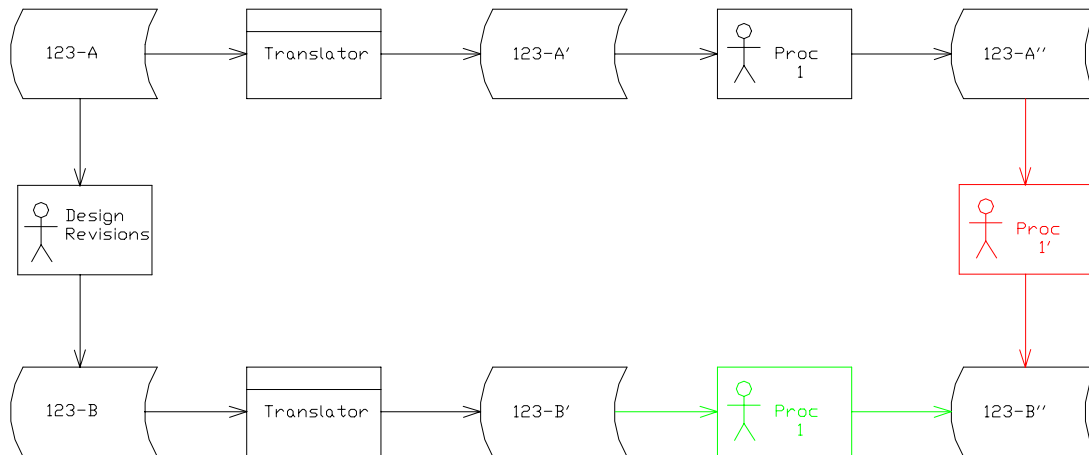 123-A
Translator
123-A'
Proc
1
123-A''
Design
Revisions
Proc
1'
123-B
Translator
123-B'
Proc
1
123-B''